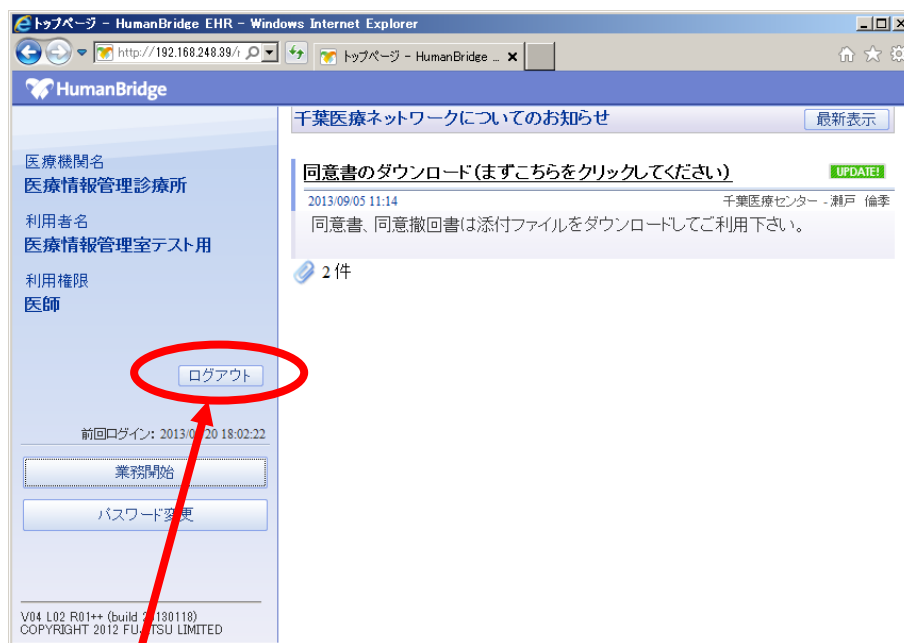 トップページ - HumanBridge EHR - Windows Internet Explorer
http://192.168.248.39/r
トップページ - HumanBridge ...
HumanBridge
千葉医療ネットワークについてのお知らせ
最新表示
医療機関名
医療情報管理診療所
利用者名
医療情報管理室テスト用
利用権限
医師
ログアウト
前回ログイン: 2013/0 20 18:02:22
業務開始
パスワード変更
V04 L02 R01++ (build 20130118)
COPYRIGHT 2012 FUJITSU LIMITED
同意書のダウンロード(まずこちらをクリックしてください)
UPDATE!
2013/09/05 11:14
千葉医療センター - 瀬戸 倫季
同意書、同意撤回書は添付ファイルをダウンロードしてご利用下さい。
2件